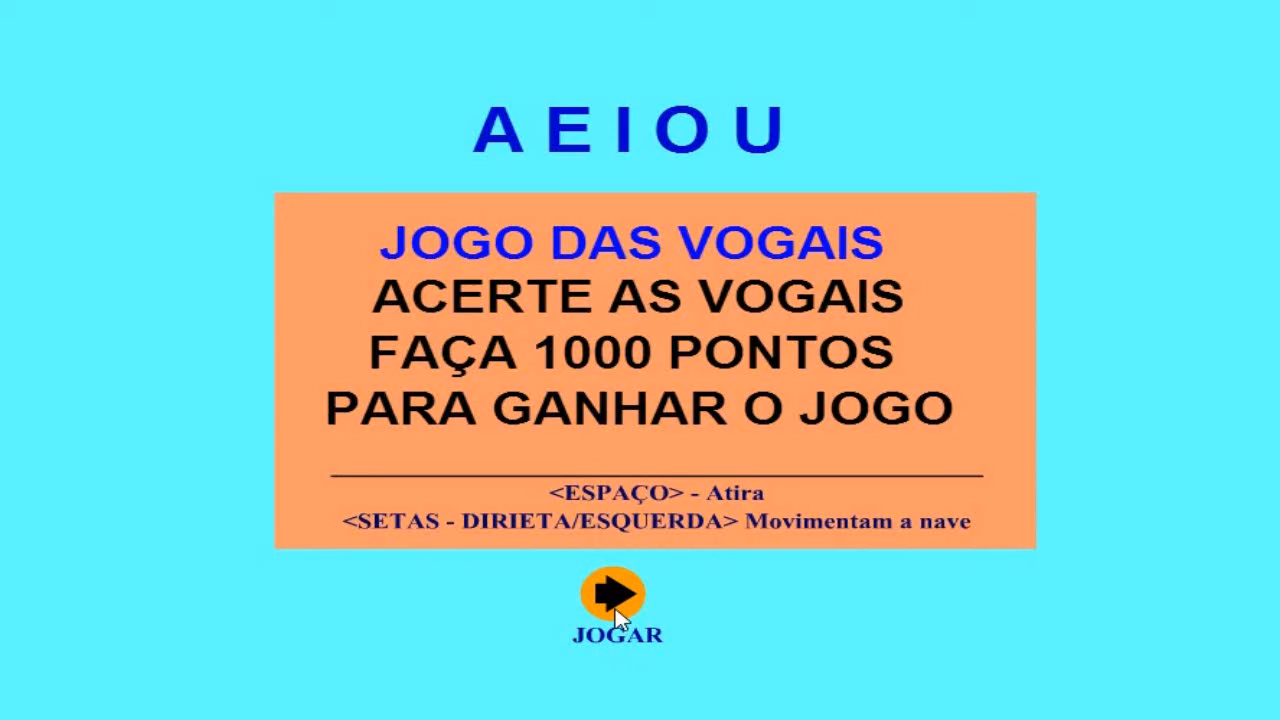 A E I O U
JOGO DAS VOGAIS
ACERTE AS VOGAIS
FAÇA 1000 PONTOS
PARA GANHAR O JOGO
<ESPAÇO> - Atira
<SETAS - DIRIETA/ESQUERDA> Movimentam a nave
JOGAR